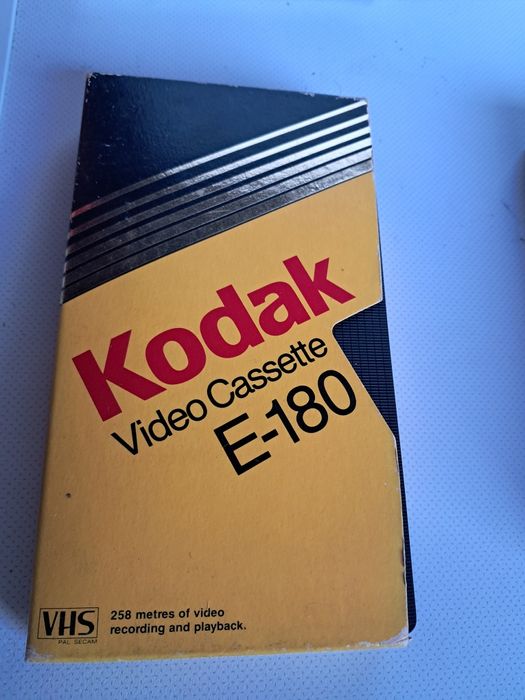 Kodak
Video Cassette
E-180
VHS
PAL SECAM
258 metres of video
recording and playback.